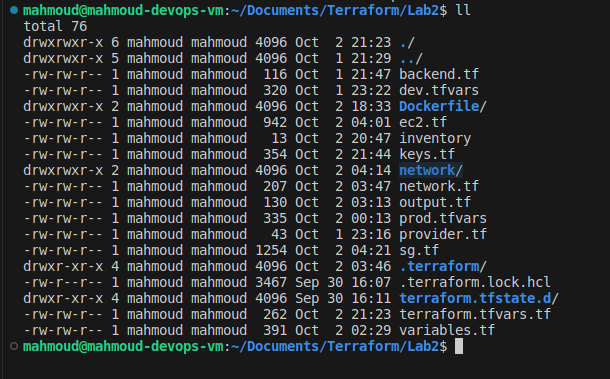 mahmoud@mahmoud-devops-vm:~/Documents/Terraform/Lab2$ ll
total 76
drwxrwxr-x 6 mahmoud mahmoud 4096 Oct  2 21:23 ./
drwxrwxr-x 5 mahmoud mahmoud 4096 Oct  1 21:29 ../
-rw-rw-r-- 1 mahmoud mahmoud  116 Oct  1 21:47 backend.tf
-rw-rw-r-- 1 mahmoud mahmoud  320 Oct  1 23:22 dev.tfvars
drwxrwxr-x 2 mahmoud mahmoud 4096 Oct  2 18:33 Dockerfile/
-rw-rw-r-- 1 mahmoud mahmoud  942 Oct  2 04:01 ec2.tf
-rw-rw-r-- 1 mahmoud mahmoud   13 Oct  2 20:47 inventory
-rw-rw-r-- 1 mahmoud mahmoud  354 Oct  2 21:44 keys.tf
drwxrwxr-x 2 mahmoud mahmoud 4096 Oct  2 04:14 network/
-rw-rw-r-- 1 mahmoud mahmoud  207 Oct  2 03:47 network.tf
-rw-rw-r-- 1 mahmoud mahmoud  130 Oct  2 03:13 output.tf
-rw-rw-r-- 1 mahmoud mahmoud  335 Oct  2 00:13 prod.tfvars
-rw-rw-r-- 1 mahmoud mahmoud   43 Oct  1 23:16 provider.tf
-rw-rw-r-- 1 mahmoud mahmoud 1254 Oct  2 04:21 sg.tf
drwxr-xr-x 4 mahmoud mahmoud 4096 Oct  2 03:46 .terraform/
-rw-r--r-- 1 mahmoud mahmoud 3467 Sep 30 16:07 .terraform.lock.hcl
drwxr-xr-x 4 mahmoud mahmoud 4096 Sep 30 16:11 terraform.tfstate.d/
-rw-rw-r-- 1 mahmoud mahmoud  262 Oct  2 21:23 terraform.tfvars.tf
-rw-rw-r-- 1 mahmoud mahmoud  391 Oct  2 02:29 variables.tf
mahmoud@mahmoud-devops-vm:~/Documents/Terraform/Lab2$